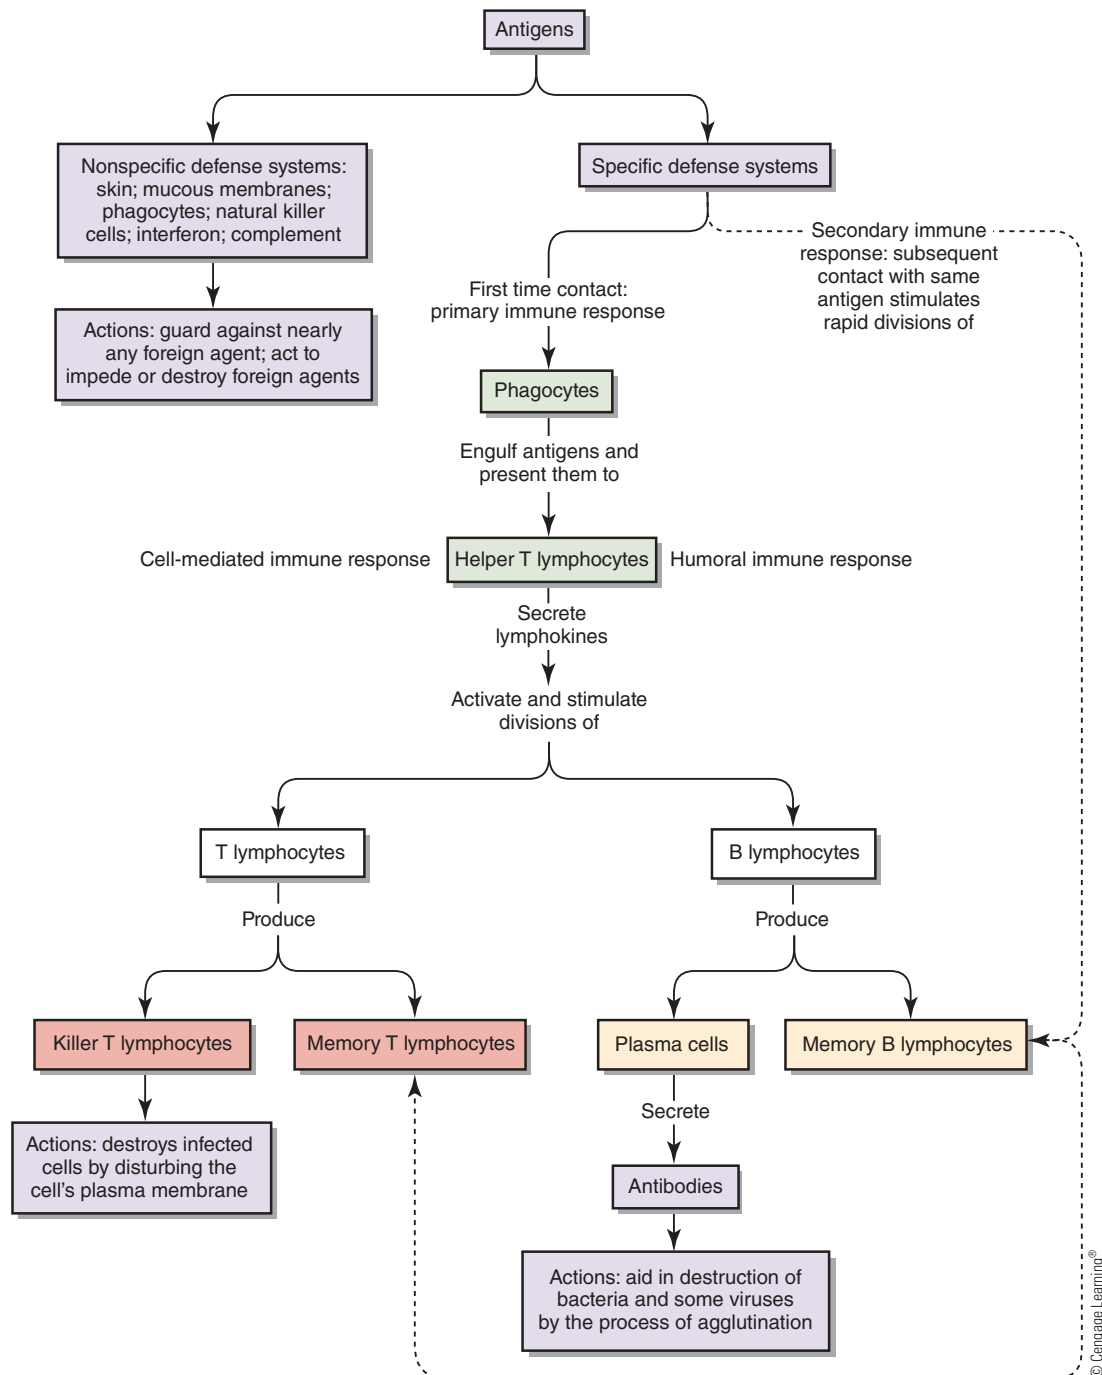 Antigens
Nonspecific defense systems:
skin; mucous membranes;
phagocytes; natural killer
cells; interferon; complement
Specific defense systems
Secondary immune
response: subsequent
contact with same
antigen stimulates
rapid divisions of
First time contact:
primary immune response
Actions: guard against nearly
any foreign agent; act to
impede or destroy foreign agents
Phagocytes
Engulf antigens and
present them to
Cell-mediated immune response
Helper T lymphocytes
Humoral immune response
Secrete
lymphokines
Activate and stimulate
divisions of
T lymphocytes
B lymphocytes
Produce
Produce
Killer T lymphocytes
Memory T lymphocytes
Plasma cells
Memory B lymphocytes
Actions: destroys infected
cells by disturbing the
cell's plasma membrane
Secrete
Antibodies
Actions: aid in destruction of
bacteria and some viruses
by the process of agglutination
© Cengage Learning®